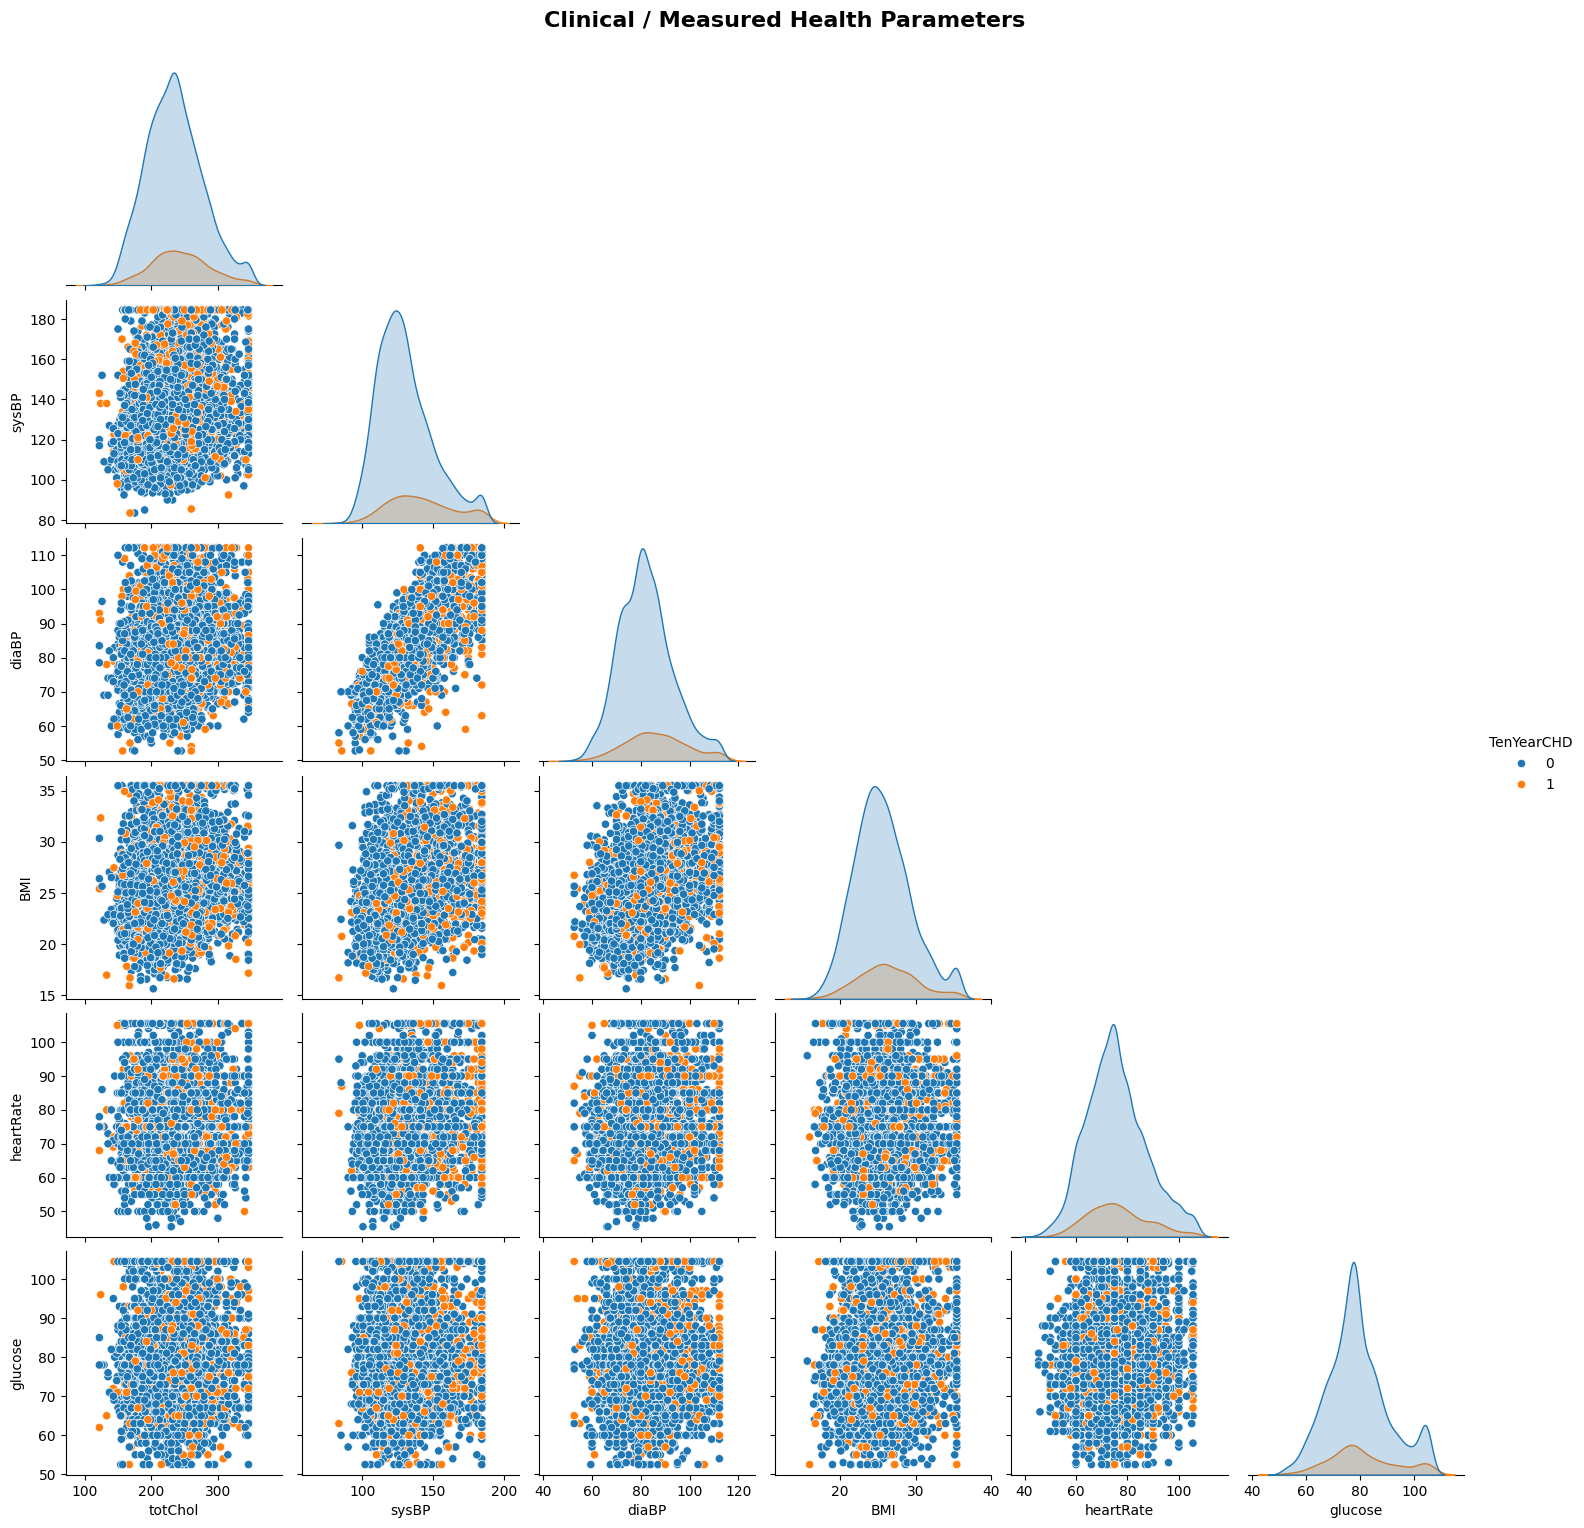 Clinical / Measured Health Parameters
sysBP
180
160
140
120
100
80
diaBP
110
100
90
80
70
60
50
TenYearCHD
0
1
BMI
35
30
25
20
15
heartRate
100
90
80
70
60
50
glucose
100
90
80
70
60
50
100 200 300
totChol
100 150 200
sysBP
40 60 80 100 120
diaBP
20 30 40
BMI
40 60 80 100
heartRate
40 60 80 100
glucose